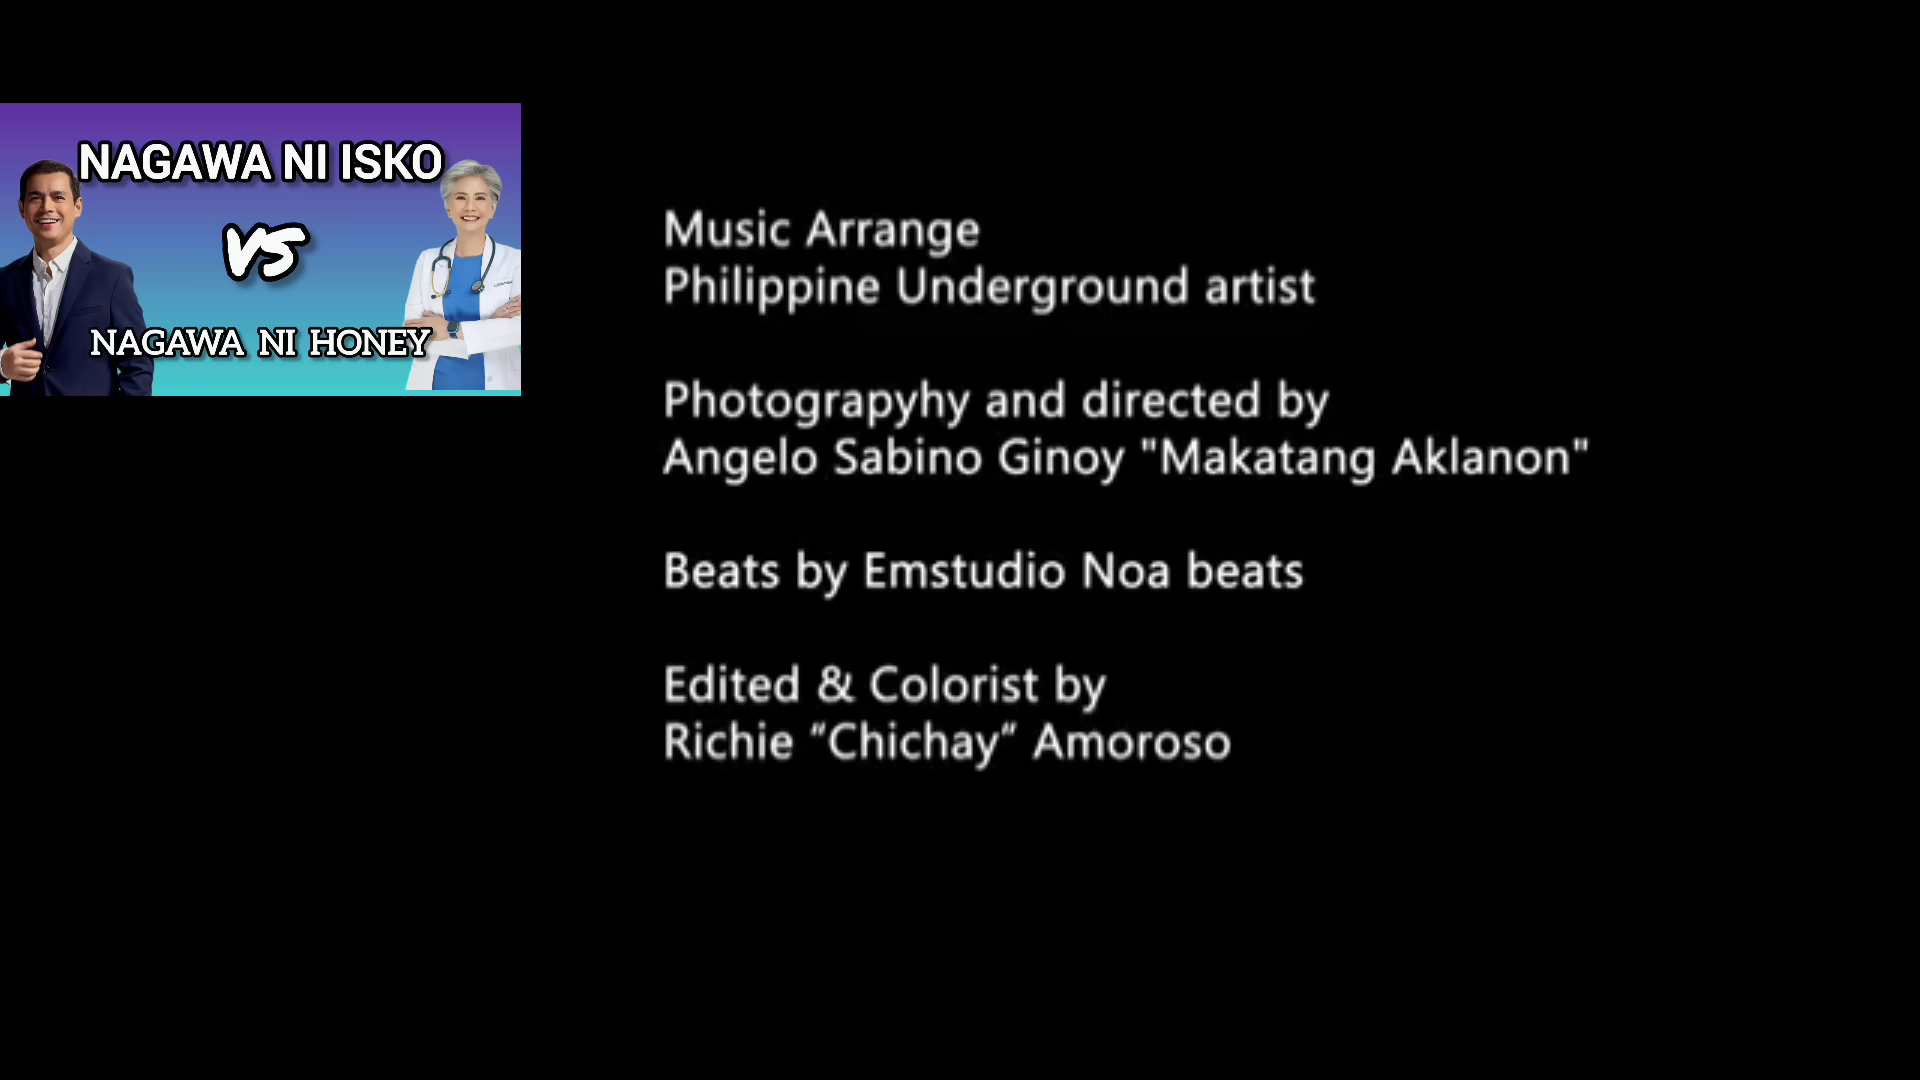 NAGAWA NI ISKO
VS
NAGAWA NI HONEY
Music Arrange
Philippine Underground artist
Photograpyhy and directed by
Angelo Sabino Ginoy "Makatang Aklanon"
Beats by Emstudio Noa beats
Edited & Colorist by
Richie “Chichay” Amoroso